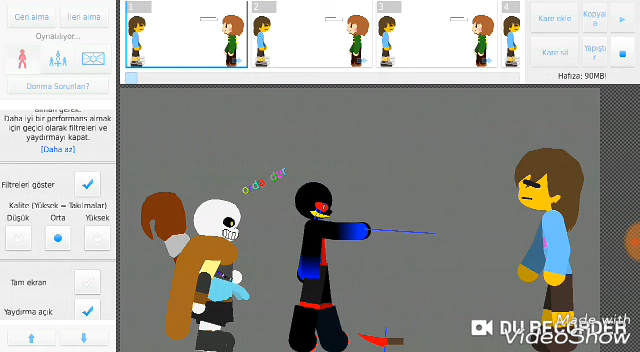 Geri alma
İleri alma
Oynatılıyor...
Donma Sorunları?
Daha iyi bir performans almak
için geçici olarak filtreleri ve
yaydırmayı kapat.
[Daha az]
Filtreleri göster
Kalite (Yüksek = Takılmalar)
Düşük
Orta
Yüksek
Tam ekran
Yaydırma açık
1
2
3
4
Kare ekle
Kopyal
a
Kare sil
Yapıştı
r
Hafıza: 90MB!
Made with
DU RECORDER
VideoShow